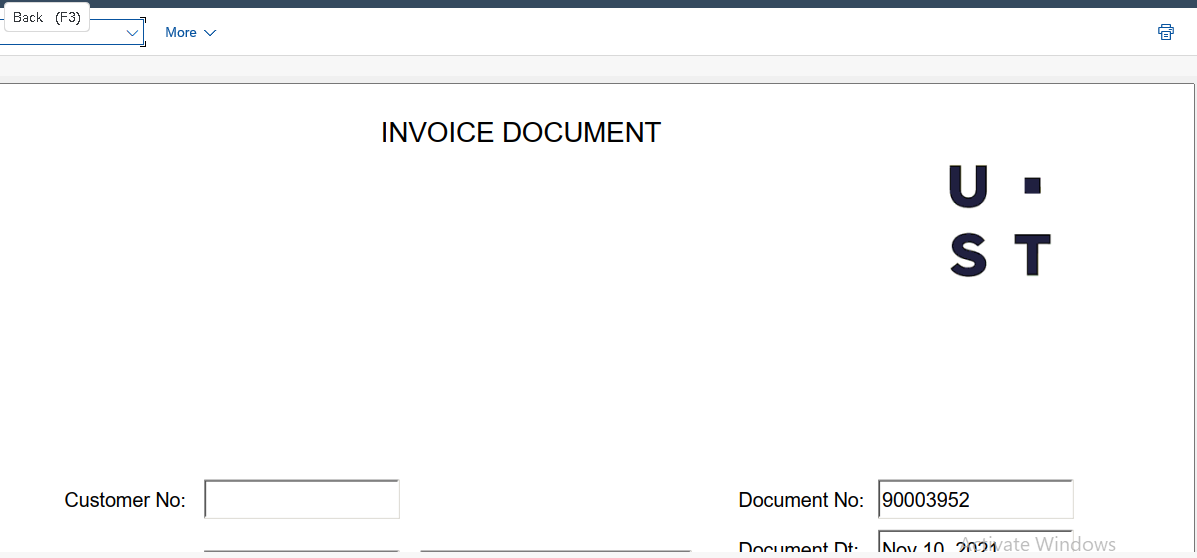 Back (F3)
More
INVOICE DOCUMENT
U ▪
S T
Customer No:
Document No: 90003952
Document Dt: Nov 10, 2021
Activate Windows